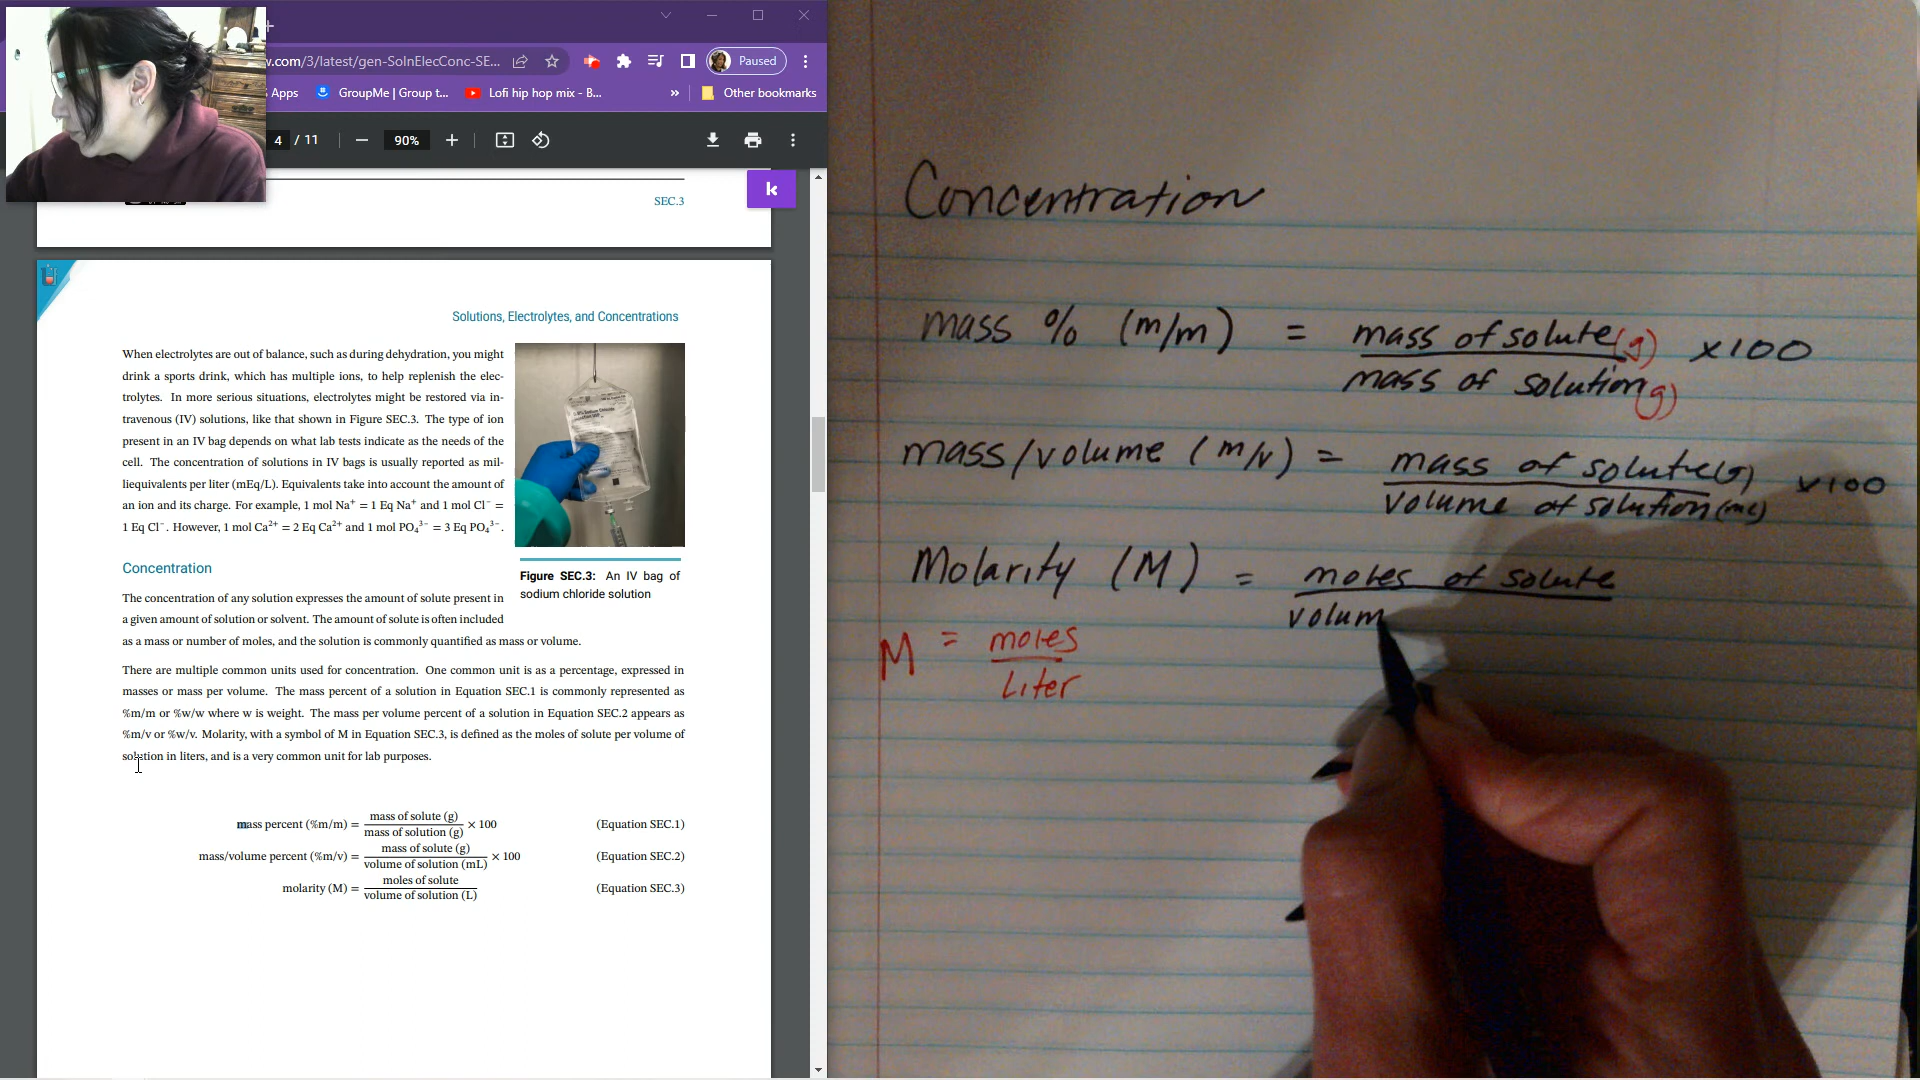 w.com/3/latest/gen-SolnElecConc-SE...
Paused
Apps
GroupMe | Group t...
Lofi hip hop mix - B...
»
Other bookmarks
4 / 11
90%
k
SEC.3
Solutions, Electrolytes, and Concentrations
When electrolytes are out of balance, such as during dehydration, you might
drink a sports drink, which has multiple ions, to help replenish the elec-
trolytes. In more serious situations, electrolytes might be restored via in-
travenous (IV) solutions, like that shown in Figure SEC.3. The type of ion
present in an IV bag depends on what lab tests indicate as the needs of the
cell. The concentration of solutions in IV bags is usually reported as mil-
liequivalents per liter (mEq/L). Equivalents take into account the amount of
an ion and its charge. For example, 1 mol Na⁺ = 1 Eq Na⁺ and 1 mol Cl⁻ =
1 Eq Cl⁻. However, 1 mol Ca²⁺ = 2 Eq Ca²⁺ and 1 mol PO₄³⁻ = 3 Eq PO₄³⁻.
Figure SEC.3: An IV bag of
sodium chloride solution
Concentration
The concentration of any solution expresses the amount of solute present in
a given amount of solution or solvent. The amount of solute is often included
as a mass or number of moles, and the solution is commonly quantified as mass or volume.
There are multiple common units used for concentration. One common unit is as a percentage, expressed in
masses or mass per volume. The mass percent of a solution in Equation SEC.1 is commonly represented as
%m/m or %w/w where w is weight. The mass per volume percent of a solution in Equation SEC.2 appears as
%m/v or %w/v. Molarity, with a symbol of M in Equation SEC.3, is defined as the moles of solute per volume of
solution in liters, and is a very common unit for lab purposes.
mass percent (%m/m) = mass of solute (g) / mass of solution (g) × 100 (Equation SEC.1)
mass/volume percent (%m/v) = mass of solute (g) / volume of solution (mL) × 100 (Equation SEC.2)
molarity (M) = moles of solute / volume of solution (L) (Equation SEC.3)
Concentration
mass % (m/m) = mass of solute (g) / mass of solution (g) x100
mass/volume (m/v) = mass of solute (g) / volume of solution (mL) x100
Molarity (M) = moles of solute / volum
M = moles / Liter